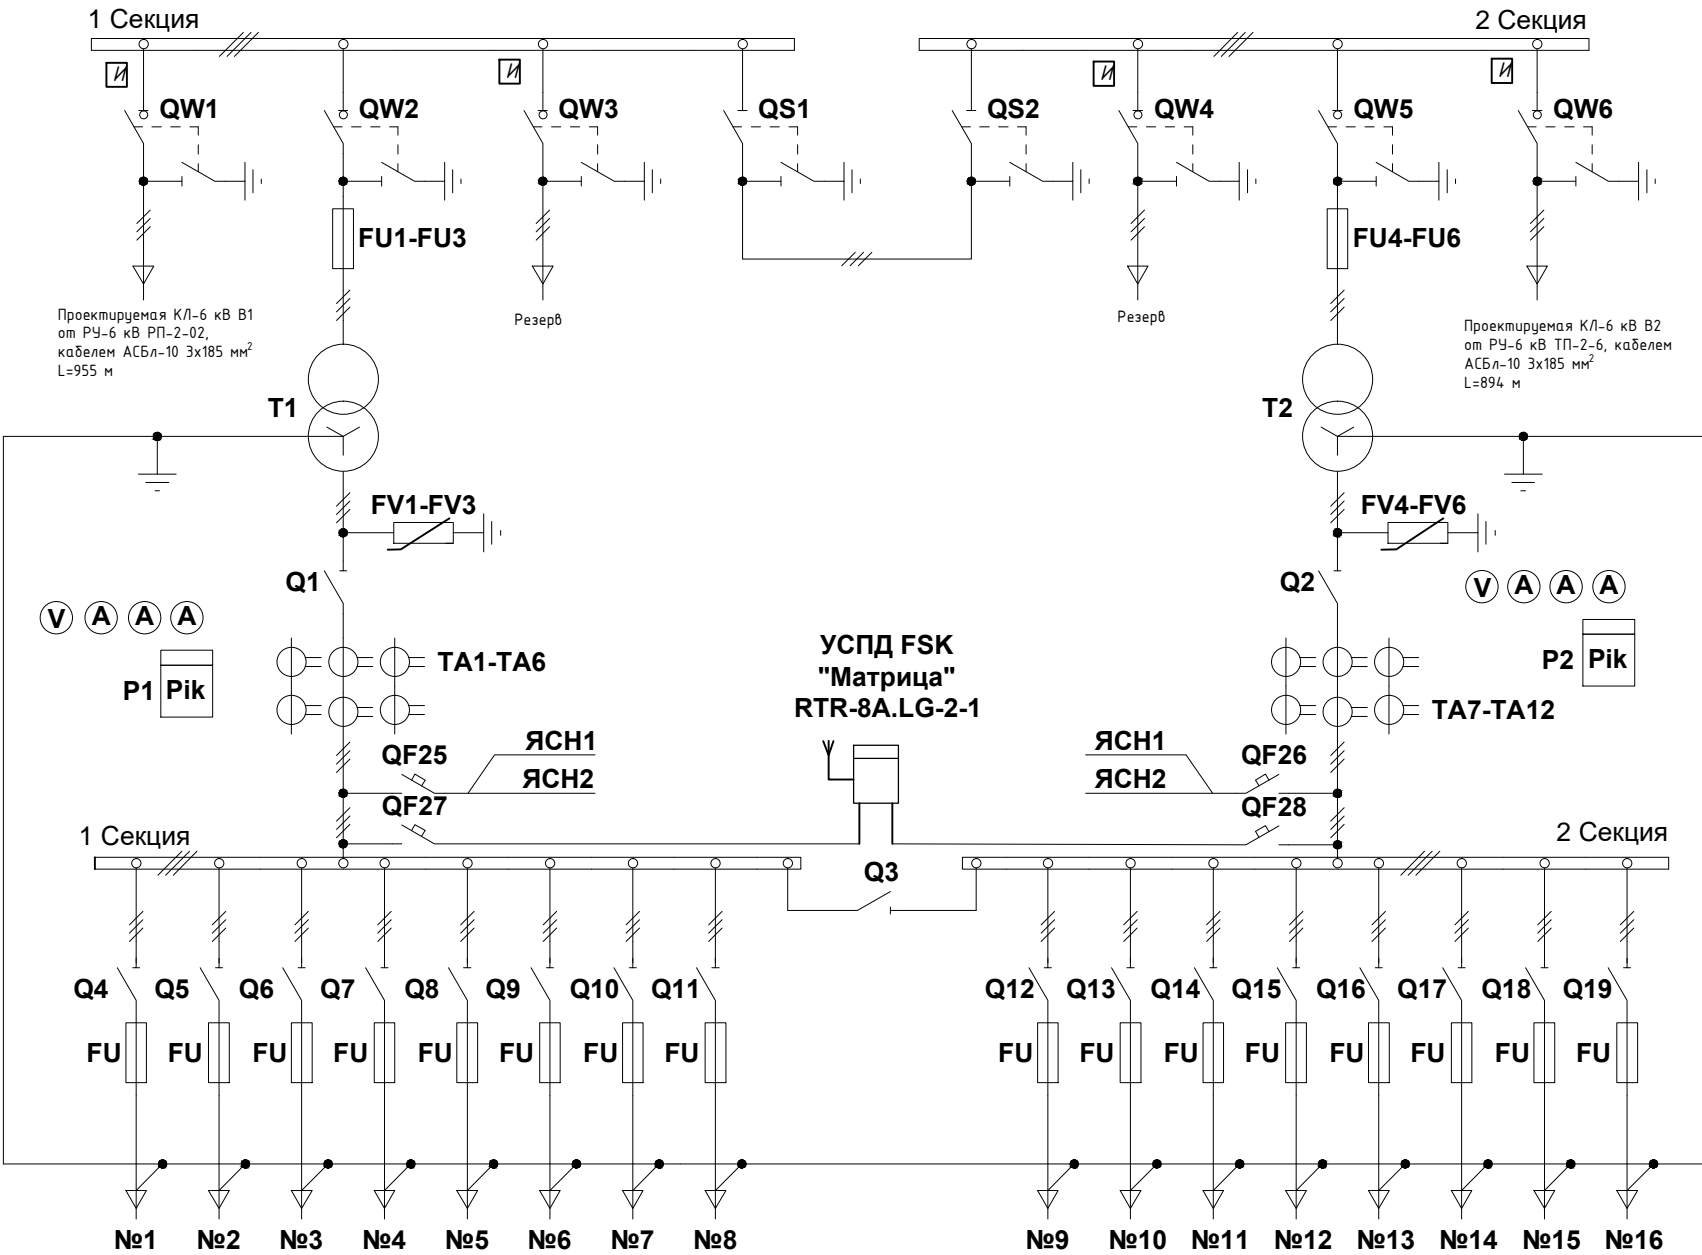 1 Секция
2 Секция
И
И
И
И
QW1
QW2
QW3
QS1
QS2
QW4
QW5
QW6
FU1-FU3
FU4-FU6
Проектируемая КЛ-6 кВ В1
от РУ-6 кВ РП-2-02,
кабелем АСБл-10 3х185 мм²
L=955 м
Резерв
Резерв
Проектируемая КЛ-6 кВ В2
от РУ-6 кВ ТП-2-6, кабелем
АСБл-10 3х185 мм²
L=894 м
T1
T2
FV1-FV3
FV4-FV6
Q1
Q2
V A A A
V A A A
P1 Pik
P2 Pik
TA1-TA6
TA7-TA12
УСПД FSK
"Матрица"
RTR-8A.LG-2-1
QF25
ЯСН1
ЯСН2
QF27
ЯСН1
ЯСН2
QF26
QF28
1 Секция
2 Секция
Q3
Q4 Q5 Q6 Q7 Q8 Q9 Q10 Q11
Q12 Q13 Q14 Q15 Q16 Q17 Q18 Q19
FU FU FU FU FU FU FU FU
FU FU FU FU FU FU FU FU
№1 №2 №3 №4 №5 №6 №7 №8
№9 №10 №11 №12 №13 №14 №15 №16